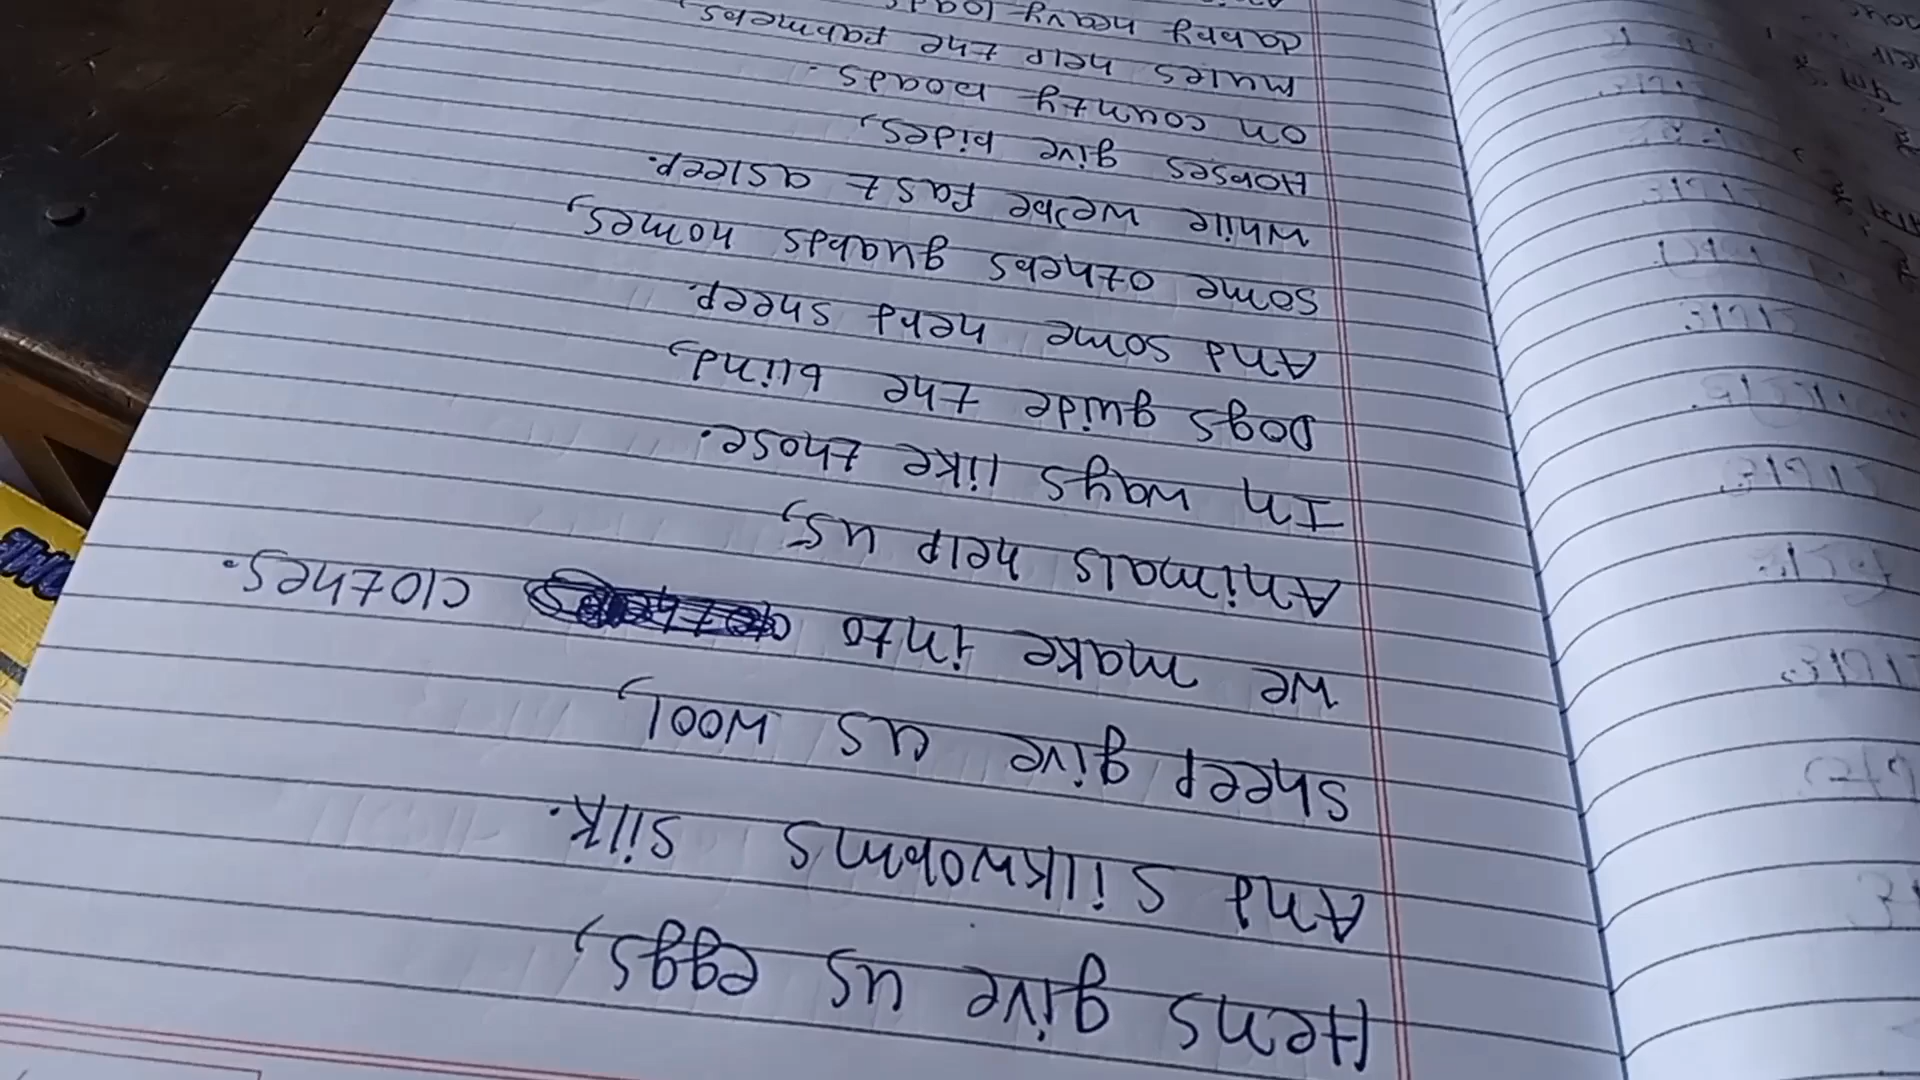 Hens give us eggs,
And silkworms silk.
Sheep give us wool,
We make into clothes.
Animals help us,
In ways like those.
Dogs guide the blind,
And some herd sheep.
Some others guards homes,
While we're fast asleep.
Horses give rides,
On county roads.
Mules help the farmers,
Carry heavy loads